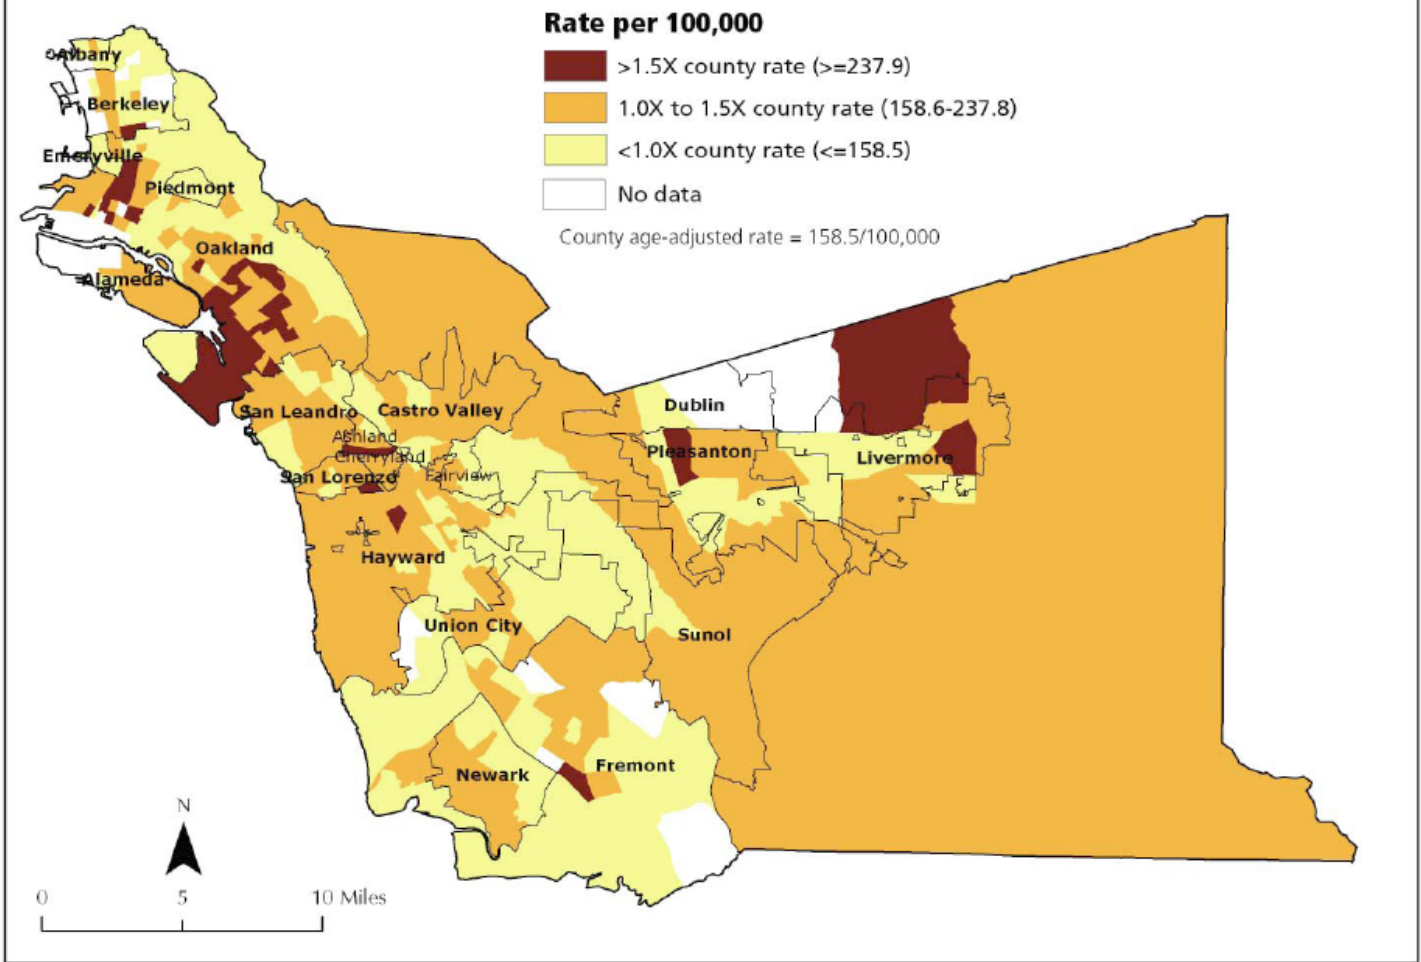 Rate per 100,000
>1.5X county rate (>=237.9)
1.0X to 1.5X county rate (158.6-237.8)
<1.0X county rate (<=158.5)
No data
County age-adjusted rate = 158.5/100,000
Albany
Berkeley
Emeryville
Piedmont
Oakland
Alameda
San Leandro
Castro Valley
Dublin
Ashland
Cherryland
Pleasanton
Livermore
San Lorenzo
Fairview
Hayward
Union City
Sunol
Fremont
Newark
N
0 5 10 Miles